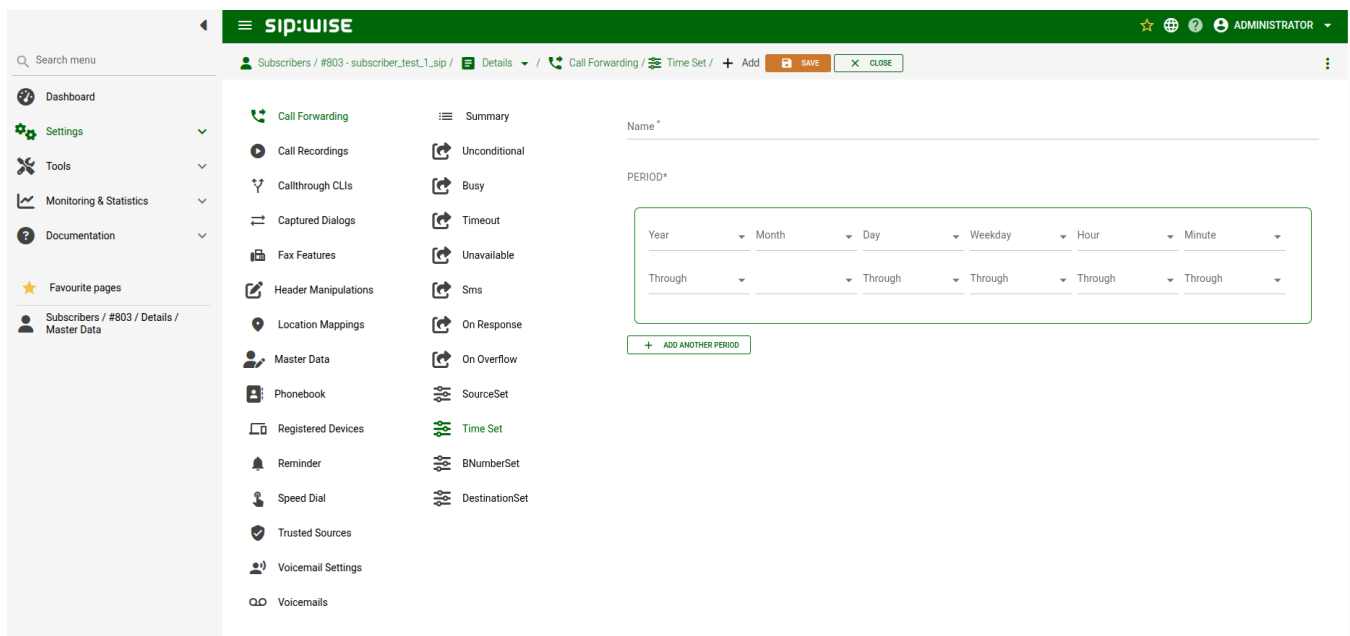 sip:wise
ADMINISTRATOR
Search menu
Subscribers / #803 - subscriber_test_1_sip / Details / Call Forwarding / Time Set / Add SAVE CLOSE
Dashboard
Settings
Tools
Monitoring & Statistics
Documentation
Favourite pages
Subscribers / #803 / Details /
Master Data
Call Forwarding
Call Recordings
Callthrough CLIs
Captured Dialogs
Fax Features
Header Manipulations
Location Mappings
Master Data
Phonebook
Registered Devices
Reminder
Speed Dial
Trusted Sources
Voicemail Settings
Voicemails
Summary
Unconditional
Busy
Timeout
Unavailable
Sms
On Response
On Overflow
SourceSet
Time Set
BNumberSet
DestinationSet
Name *
PERIOD*
Year Month Day Weekday Hour Minute
Through Through Through Through Through
ADD ANOTHER PERIOD